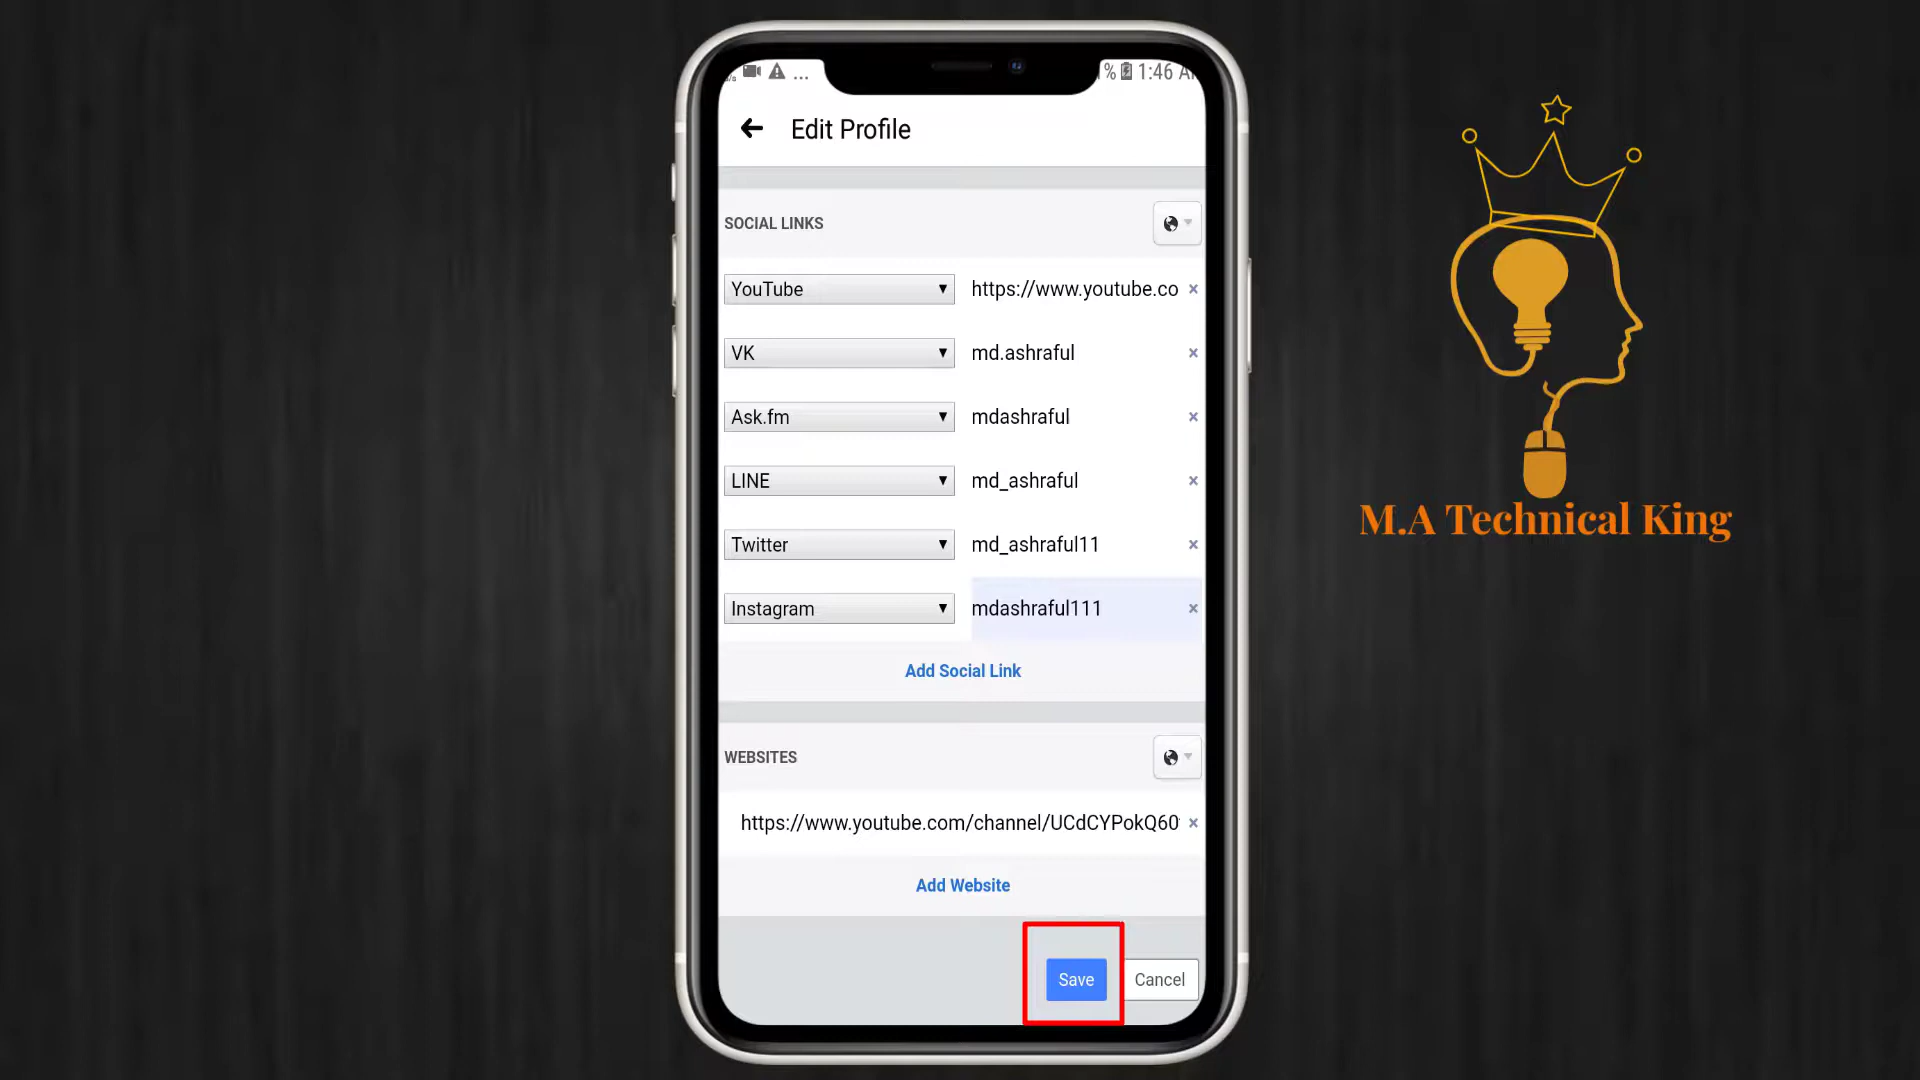 ... % 1:46 A
Edit Profile
SOCIAL LINKS
YouTube https://www.youtube.co ×
VK md.ashraful ×
Ask.fm mdashraful ×
LINE md_ashraful ×
Twitter md_ashraful11 ×
Instagram mdashraful111 ×
Add Social Link
WEBSITES
https://www.youtube.com/channel/UCdCYPokQ60 ×
Add Website
Save Cancel
M.A Technical King